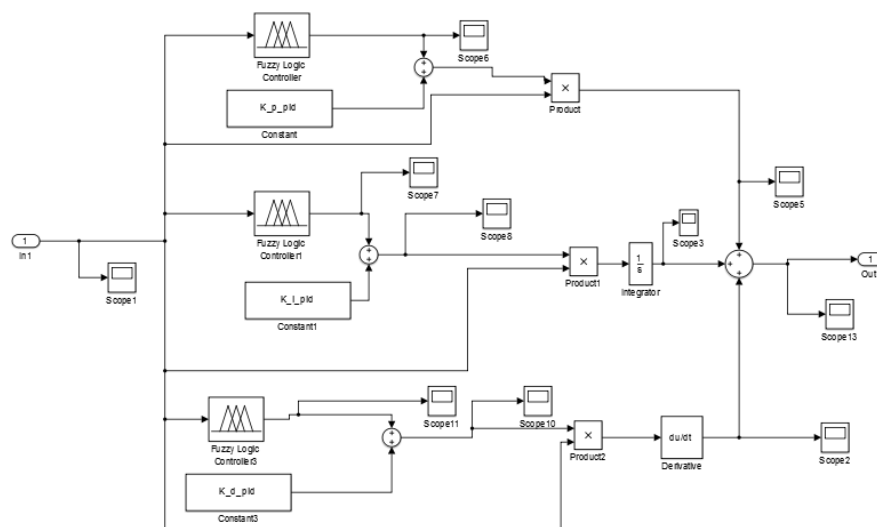 Scope6
Fuzzy Logic
Controller
K_p_pid
Constant
×
Product
Scope7
Scope5
Fuzzy Logic
Controller1
Scope8
Scope3
1
In1
Scope1
×
Product1
1
s
Integrator
1
Out
K_I_pid
Constant1
Scope13
Scope11
Scope10
Fuzzy Logic
Controller3
×
Product2
du/dt
Derivative
Scope2
K_d_pid
Constant3